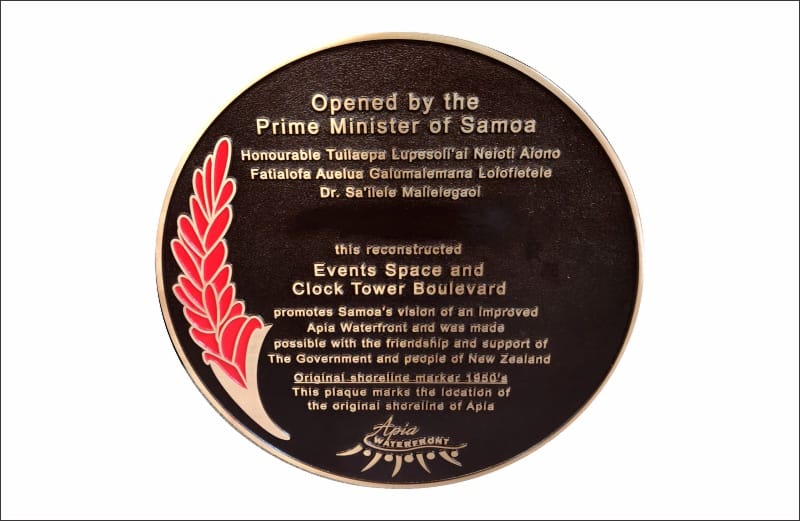 Opened by the
Prime Minister of Samoa
Honourable Tuilaepa Lupesoli'ai Neioti Aiono
Fatialofa Auelua Galumalemana Lolofietele
Dr. Sa'ilele Malielegaoi
this reconstructed
Events Space and
Clock Tower Boulevard
promotes Samoa's vision of an improved
Apia Waterfront and was made
possible with the friendship and support of
The Government and people of New Zealand
Original shoreline marker 1950's
This plaque marks the location of
the original shoreline of Apia
Apia
WATERFRONT